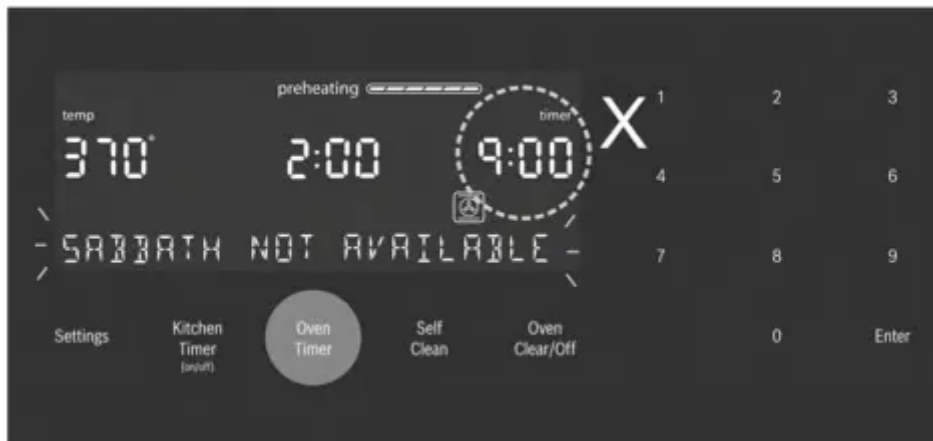 preheating
temp
timer
370°
2:00
9:00
X
SABBATH NOT AVAILABLE
Settings
Kitchen
Timer
(on/off)
Oven
Timer
Self
Clean
Oven
Clear/Off
1 2 3
4 5 6
7 8 9
0 Enter